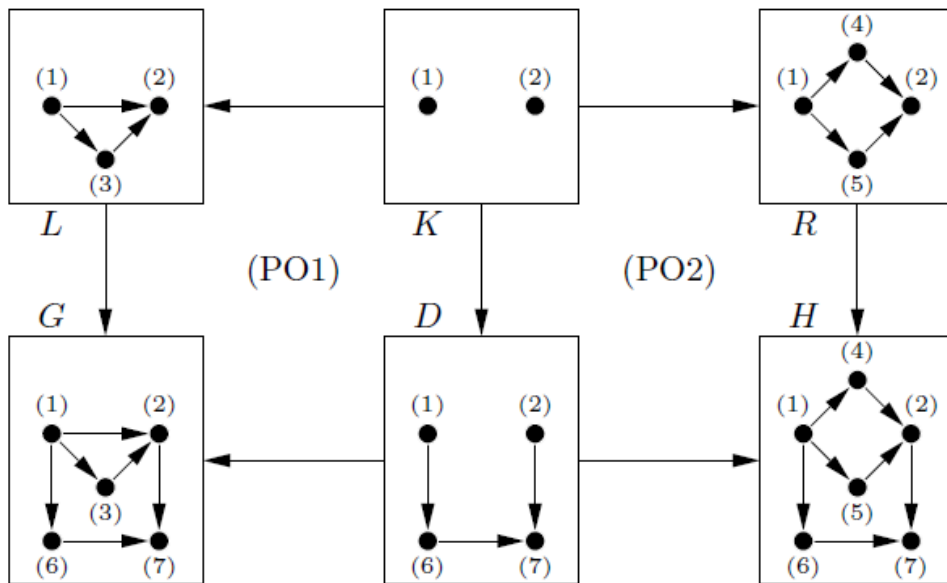 (4)
(1) (2) (1) (2) (1) (2)
(3) (5)
L K R
(PO1) (PO2)
G D H
(4)
(1) (2) (1) (2) (1) (2)
(3) (5)
(6) (7) (6) (7) (6) (7)